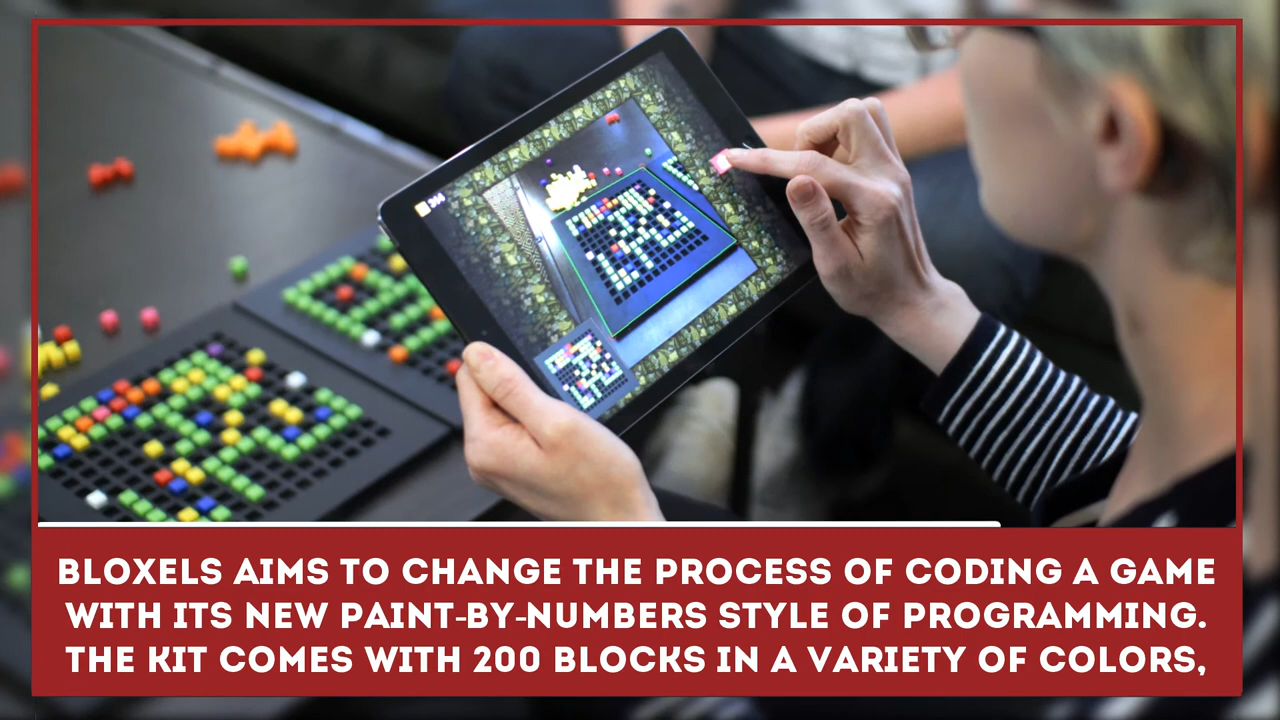 BLOXELS AIMS TO CHANGE THE PROCESS OF CODING A GAME
WITH ITS NEW PAINT-BY-NUMBERS STYLE OF PROGRAMMING.
THE KIT COMES WITH 200 BLOCKS IN A VARIETY OF COLORS,